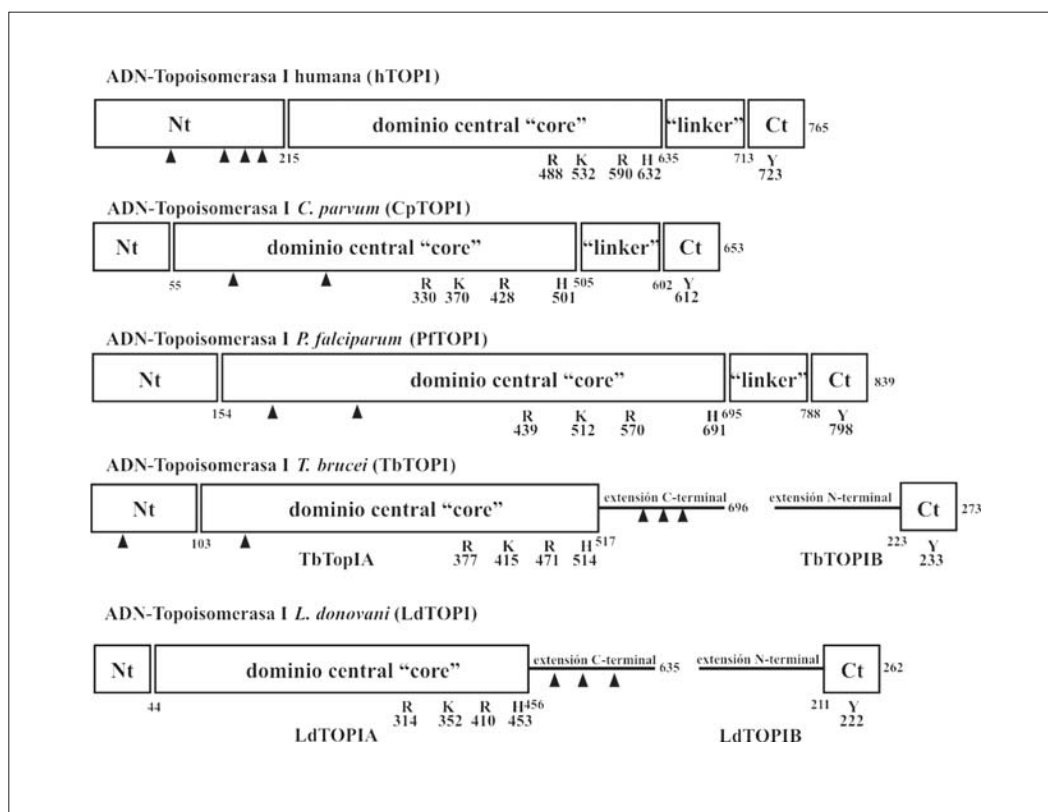 ADN-Topoisomerasa I humana (hTOPI)
Nt dominio central “core” “linker” Ct 765
215 R K R H 635 713 Y
488 532 590 632 723
ADN-Topoisomerasa I C. parvum (CpTOPI)
Nt dominio central “core” “linker” Ct 653
55 R K R H 505 602 Y
330 370 428 501 612
ADN-Topoisomerasa I P. falciparum (PfTOPI)
Nt dominio central “core” “linker” Ct 839
154 R K R H 695 788 Y
439 512 570 691 798
ADN-Topoisomerasa I T. brucei (TbTOPI)
Nt dominio central “core” extensión C-terminal 696 extensión N-terminal Ct 273
103 R K R H 517 223 Y
TbTopIA 377 415 471 514 TbTOPIB 233
ADN-Topoisomerasa I L. donovani (LdTOPI)
Nt dominio central “core” extensión C-terminal 635 extensión N-terminal Ct 262
44 R K R H 456 211 Y
314 352 410 453 222
LdTOPIA LdTOPIB